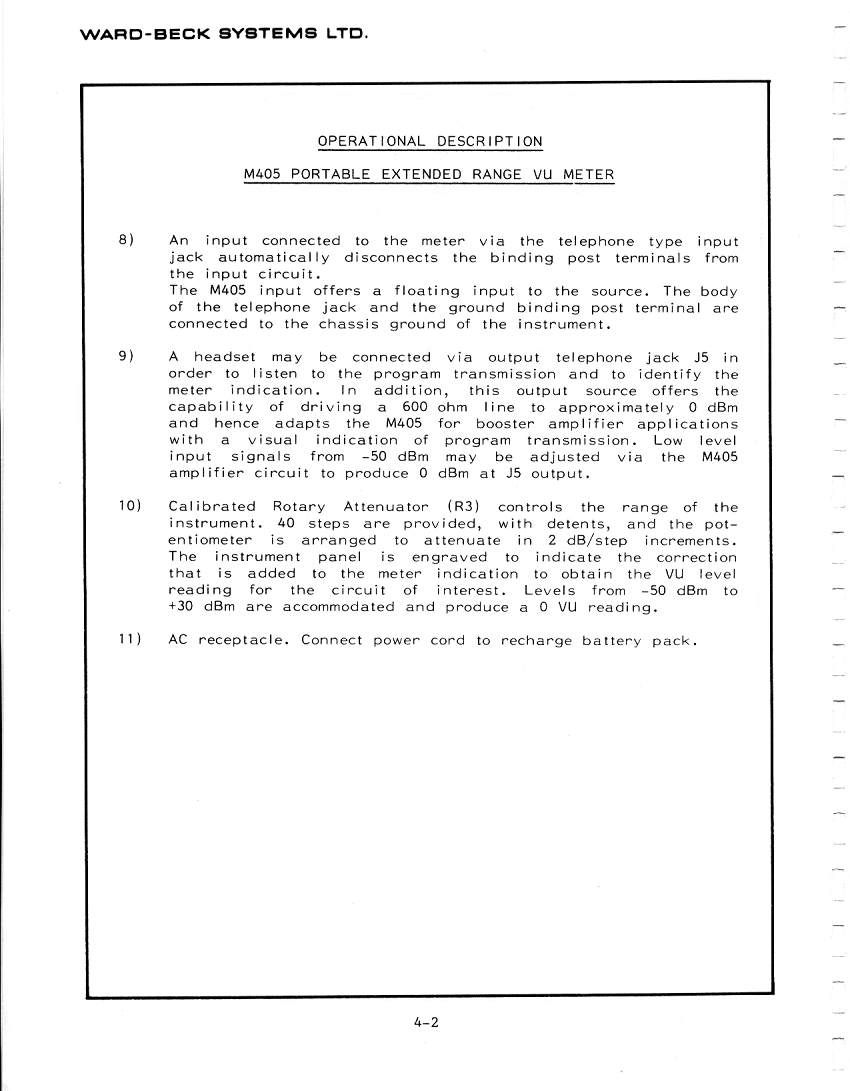 WARD-BECK SYSTEMS LTD.
OPERATIONAL DESCRIPTION
M405 PORTABLE EXTENDED RANGE VU METER
8) An input connected to the meter via the telephone type input
jack automatically disconnects the binding post terminals from
the input circuit.
The M405 input offers a floating input to the source. The body
of the telephone jack and the ground binding post terminal are
connected to the chassis ground of the instrument.
9) A headset may be connected via output telephone jack J5 in
order to listen to the program transmission and to identify the
meter indication. In addition, this output source offers the
capability of driving a 600 ohm line to approximately 0 dBm
and hence adapts the M405 for booster amplifier applications
with a visual indication of program transmission. Low level
input signals from -50 dBm may be adjusted via the M405
amplifier circuit to produce 0 dBm at J5 output.
10) Calibrated Rotary Attenuator (R3) controls the range of the
instrument. 40 steps are provided, with detents, and the pot-
entiometer is arranged to attenuate in 2 dB/step increments.
The instrument panel is engraved to indicate the correction
that is added to the meter indication to obtain the VU level
reading for the circuit of interest. Levels from -50 dBm to
+30 dBm are accommodated and produce a 0 VU reading.
11) AC receptacle. Connect power cord to recharge battery pack.
4-2